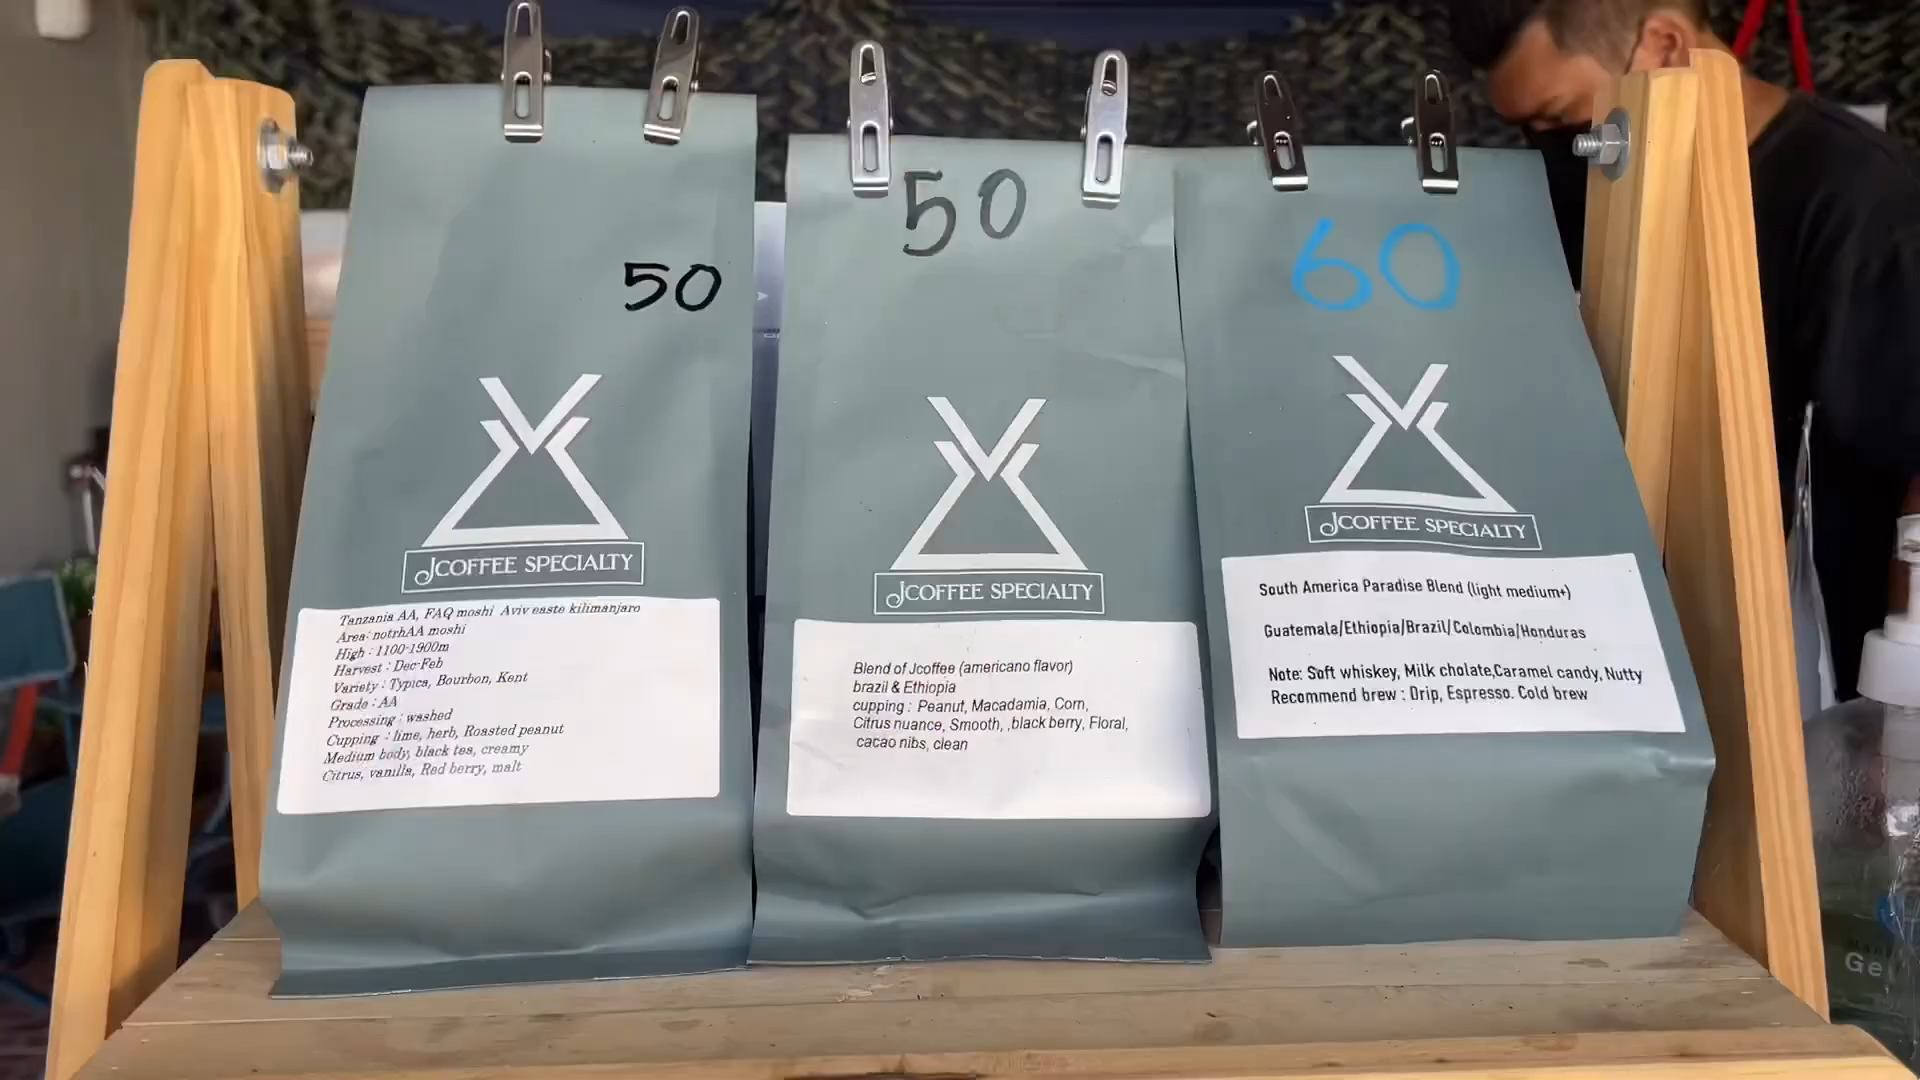 50
JCOFFEE SPECIALTY
Tanzania AA, FAQ moshi Aviv easte kilimanjaro
Area: notrhAA moshi
High : 1100-1900m
Harvest : Dec-Feb
Variety : Typica, Bourbon, Kent
Grade : AA
Processing : washed
Cupping : lime, herb, Roasted peanut
Medium body, black tea, creamy
Citrus, vanilla, Red berry, malt
50
JCOFFEE SPECIALTY
Blend of Jcoffee (americano flavor)
brazil & Ethiopia
cupping : Peanut, Macadamia, Corn,
Citrus nuance, Smooth, ,black berry, Floral,
cacao nibs, clean
60
JCOFFEE SPECIALTY
South America Paradise Blend (light medium+)
Guatemala/Ethiopia/Brazil/Colombia/Honduras
Note: Soft whiskey, Milk cholate,Caramel candy, Nutty
Recommend brew : Drip, Espresso. Cold brew